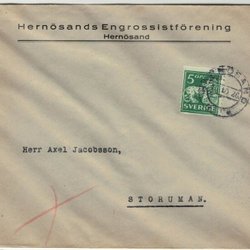 Hernösands Engrossistförening
Hernösand
5 ÖRE
SVERIGE
Herr Axel Jacobsson,
STORUMAN.